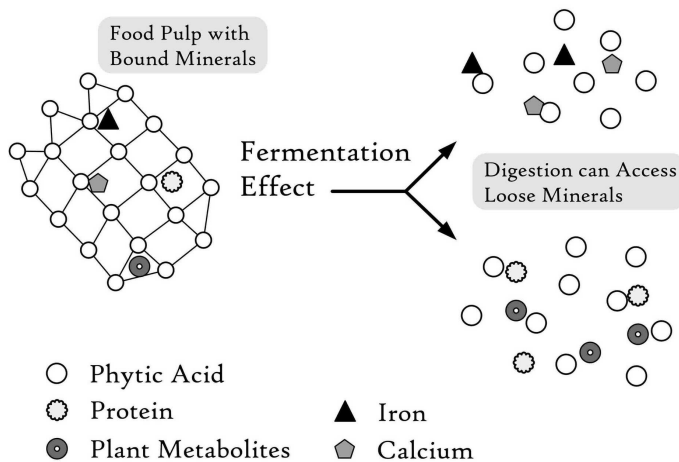 Food Pulp with
Bound Minerals
Fermentation
Effect
Digestion can Access
Loose Minerals
Phytic Acid
Protein
Plant Metabolites
Iron
Calcium